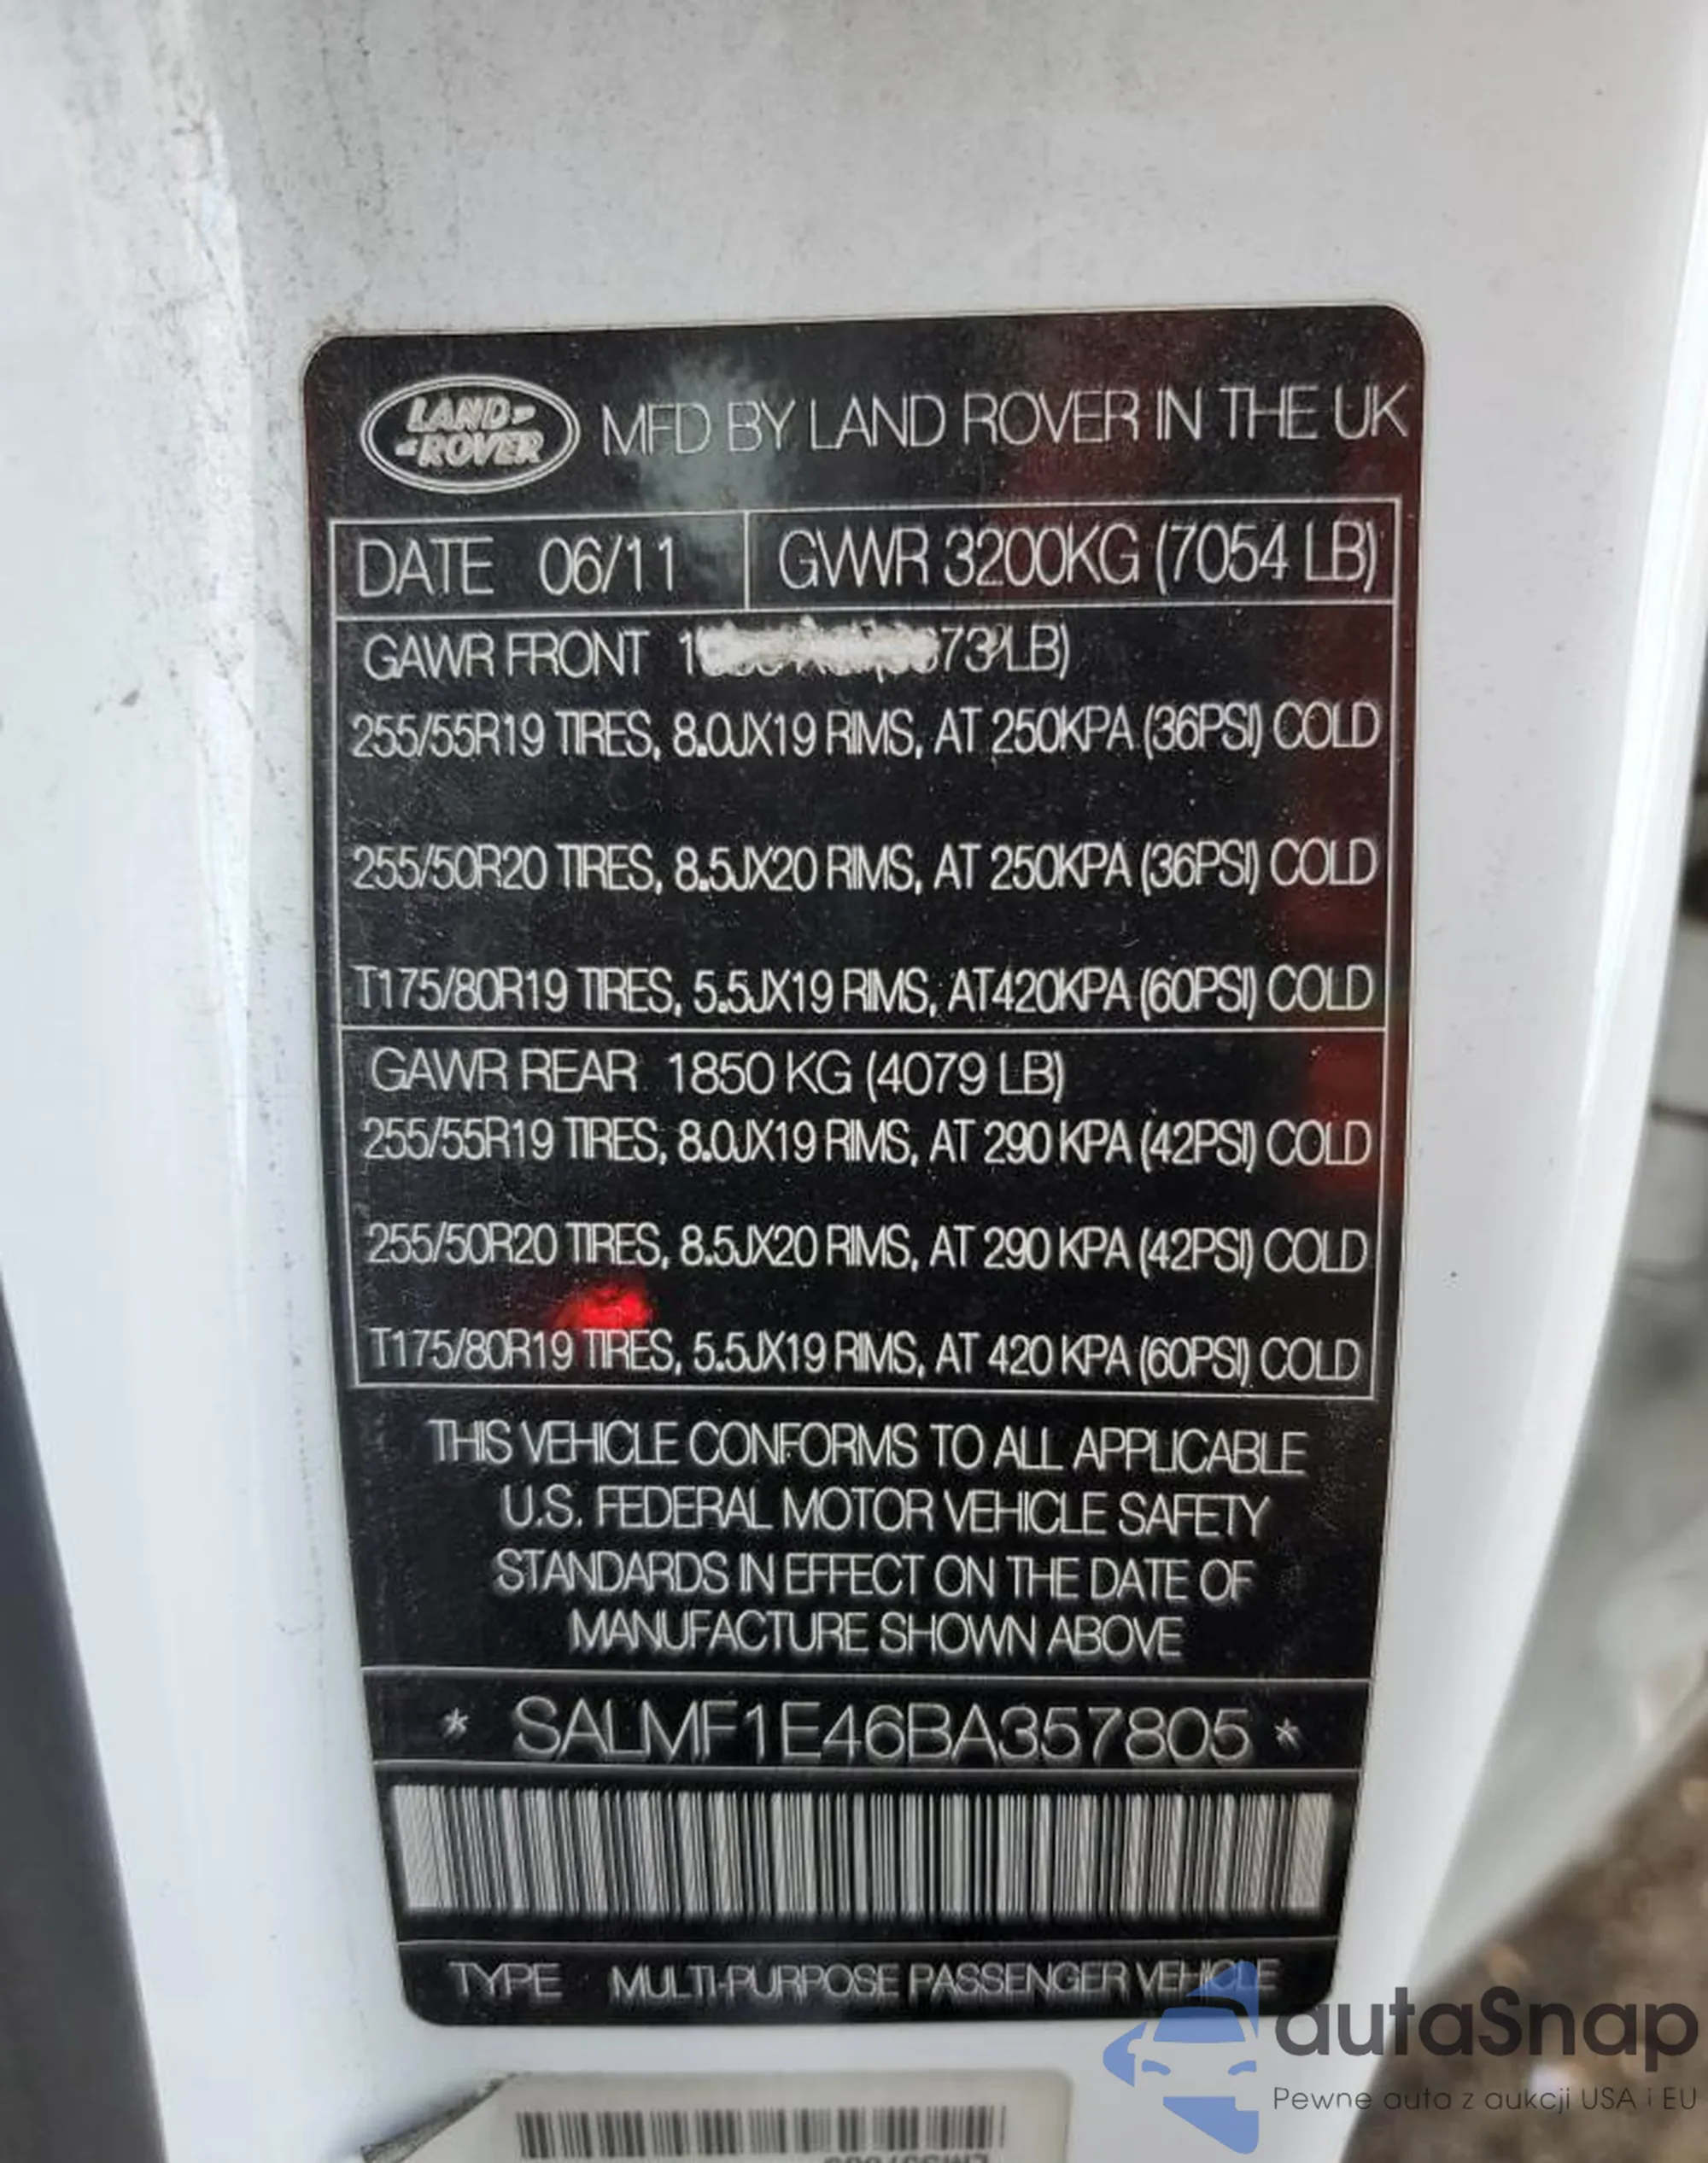 LAND-
-ROVER
MFD BY LAND ROVER IN THE UK
DATE 06/11 GVWR 3200KG (7054 LB)
GAWR FRONT LB)
255/55R19 TIRES, 8.0JX19 RIMS, AT 250KPA (36PSI) COLD
255/50R20 TIRES, 8.5JX20 RIMS, AT 250KPA (36PSI) COLD
T175/80R19 TIRES, 5.5JX19 RIMS, AT420KPA (60PSI) COLD
GAWR REAR 1850 KG (4079 LB)
255/55R19 TIRES, 8.0JX19 RIMS, AT 290 KPA (42PSI) COLD
255/50R20 TIRES, 8.5JX20 RIMS, AT 290 KPA (42PSI) COLD
T175/80R19 TIRES, 5.5JX19 RIMS, AT 420 KPA (60PSI) COLD
THIS VEHICLE CONFORMS TO ALL APPLICABLE
U.S. FEDERAL MOTOR VEHICLE SAFETY
STANDARDS IN EFFECT ON THE DATE OF
MANUFACTURE SHOWN ABOVE
* SALMF1E46BA357805 *
TYPE MULTI-PURPOSE PASSENGER VEHICLE
autaSnap
Pewne auta z aukcji USA i EU